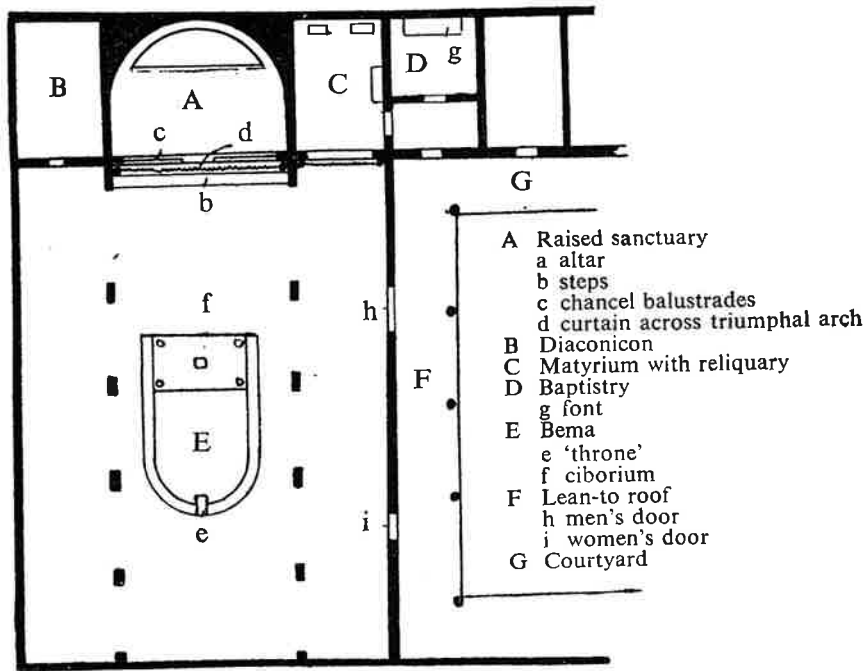 B
A
C
D
g
c
d
b
G
f
h
F
E
e
i
A Raised sanctuary
a altar
b steps
c chancel balustrades
d curtain across triumphal arch
B Diaconicon
C Matyrium with reliquary
D Baptistry
g font
E Bema
e 'throne'
f ciborium
F Lean-to roof
h men's door
i women's door
G Courtyard